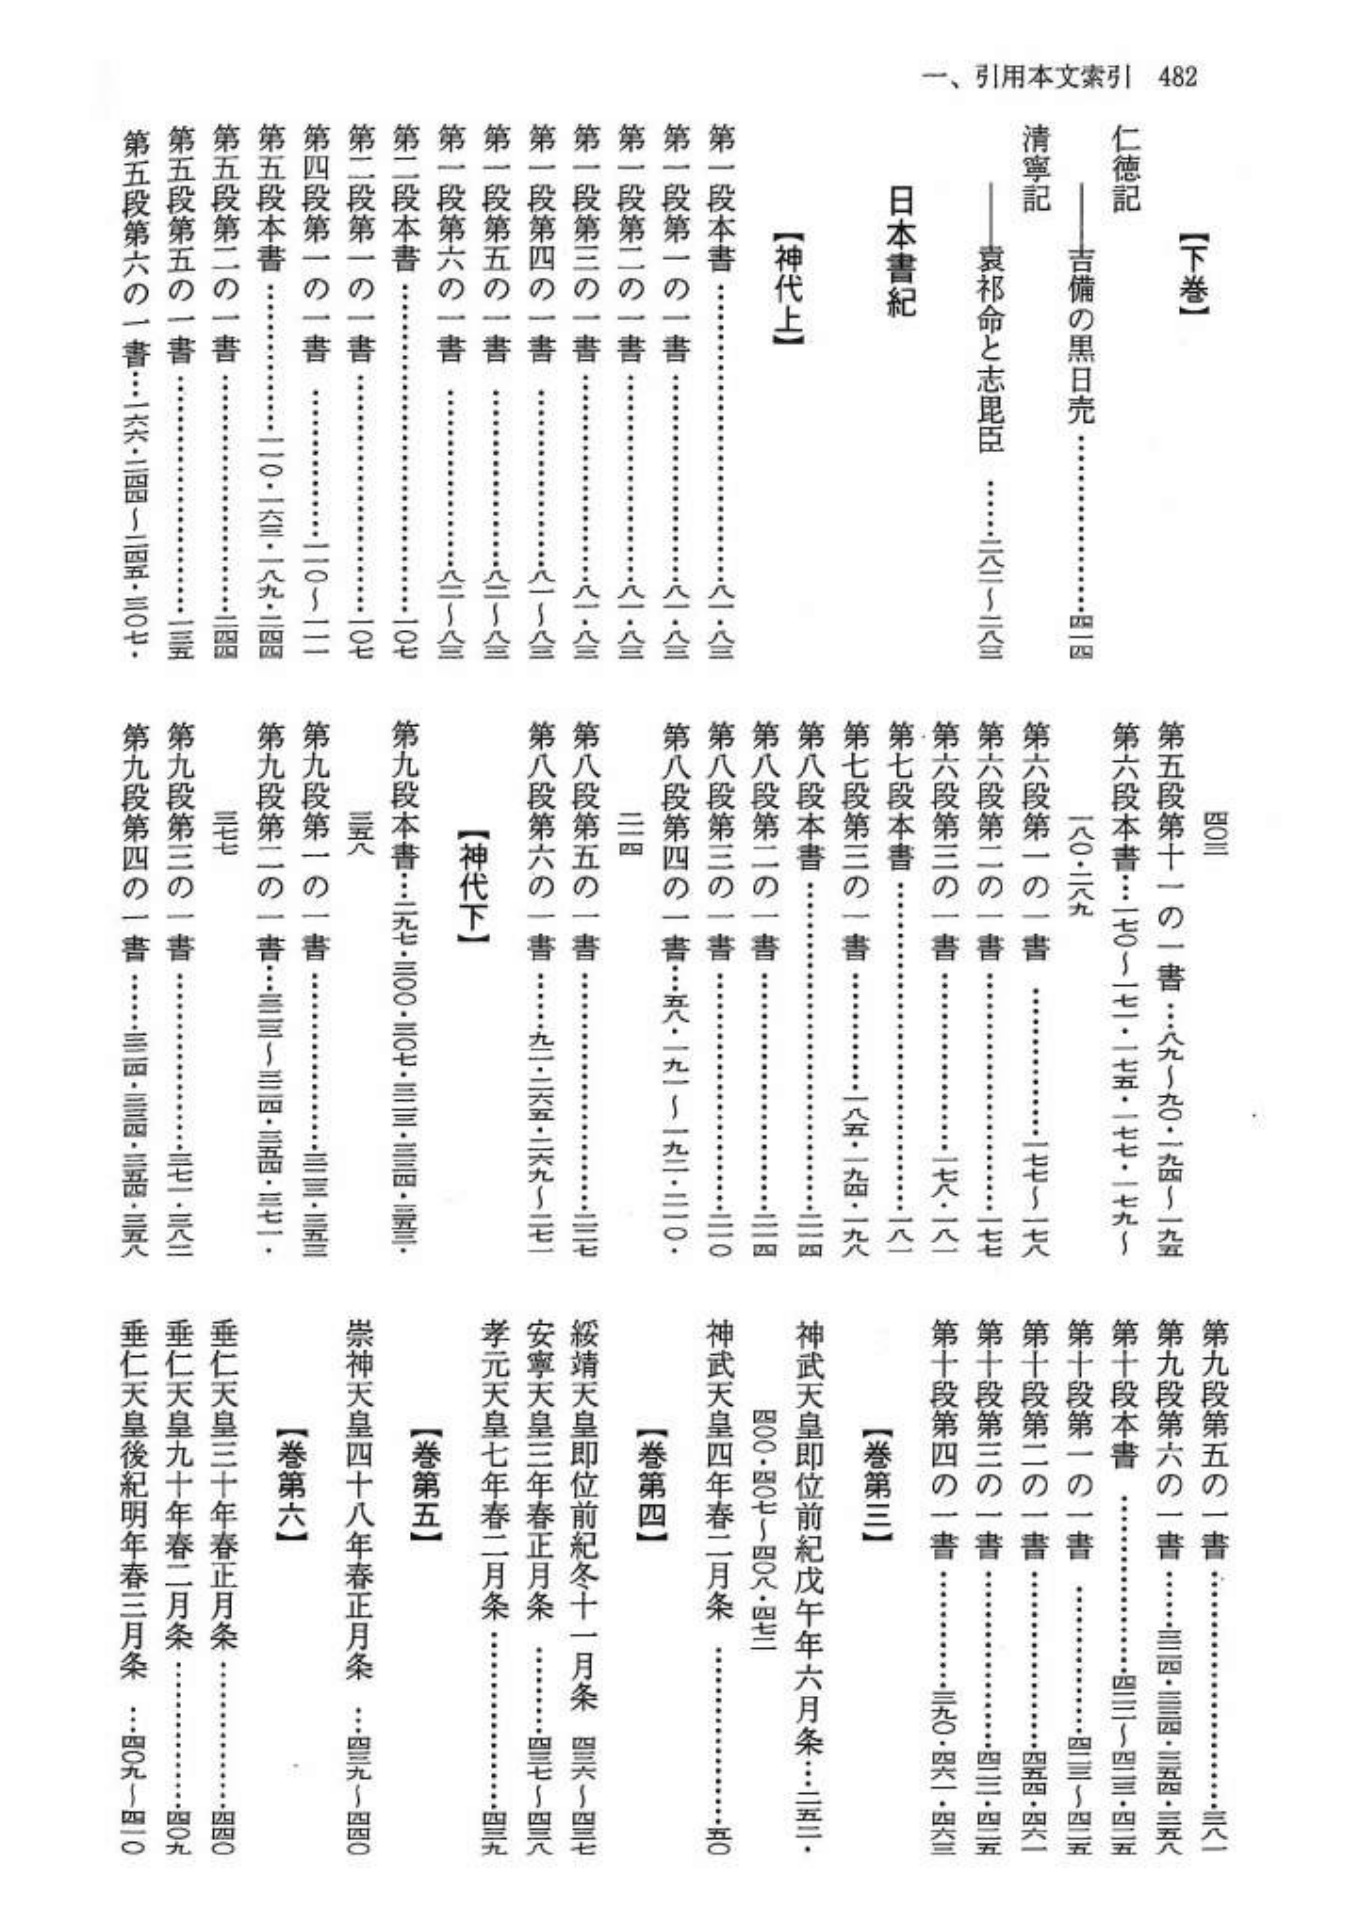 一、引用本文索引　482
【下巻】
仁徳記
――吉備の黒日売……………四一四
清寧記
――袁祁命と志毘臣……二八二～二八三
日本書紀
【神代上】
第一段本書……………八一・八三
第一段第一の一書……………八一・八三
第一段第二の一書……………八一・八三
第一段第三の一書……………八一・八三
第一段第四の一書……………八一～八三
第一段第五の一書……………八二～八三
第一段第六の一書……………八二～八三
第二段本書……………一〇七
第二段第一の一書……………一〇七
第四段第一の一書……………一一〇～一一一
第五段本書……………一一〇・一六三・一八九・二四四
第五段第二の一書……………二四四
第五段第五の一書……………一三五
第五段第六の一書…一六六・二四四～二四五・三〇七・
四〇三
第五段第十一の一書…八九～九〇・一九四～一九五
第六段本書…一七〇～一七一・一七五・一七七・一七九～
一八〇・二八九
第六段第一の一書……………一七七～一七八
第六段第二の一書……………一七七
第六段第三の一書……………一七八・一八一
第七段本書……………一八一
第七段第三の一書…………一八五・一九四・一九八
第八段本書……………二一四
第八段第二の一書……………二一四
第八段第三の一書……………二一〇
第八段第四の一書…五八・一九一～一九二・二一〇・
二一四
第八段第五の一書……………二二七
第八段第六の一書……九二・二六五・二六九～二七一
【神代下】
第九段本書…二九七・三〇〇・三〇七・三二三・三三四・三五三・
三五八
第九段第一の一書……………三二三・三五三
第九段第二の一書…三二三～三二四・三五四・三七一・
三七七
第九段第三の一書……………三七一・三八二
第九段第四の一書……三二四・三三四・三五四・三五八
第九段第五の一書……………三八一
第九段第六の一書……三二四・三三四・三五四・三五八
第十段本書……………四二二～四二三・四二五
第十段第一の一書……………四二三～四二五
第十段第二の一書……………四五四・四六一
第十段第三の一書……………四二二・四二五
第十段第四の一書…………三九〇・四六一・四六三
【巻第三】
神武天皇即位前紀戊午年六月条…二五二・
四〇〇・四〇七～四〇八・四七二
神武天皇四年春二月条……………五〇
【巻第四】
綏靖天皇即位前紀冬十一月条　四三六～四三七
安寧天皇三年春正月条………四三七～四三八
孝元天皇七年春二月条……………四三九
【巻第五】
崇神天皇四十八年春正月条…四三九～四四〇
【巻第六】
垂仁天皇三十年春正月条……………四四〇
垂仁天皇九十年春二月条……………四〇九
垂仁天皇後紀明年春三月条…四〇九～四一〇